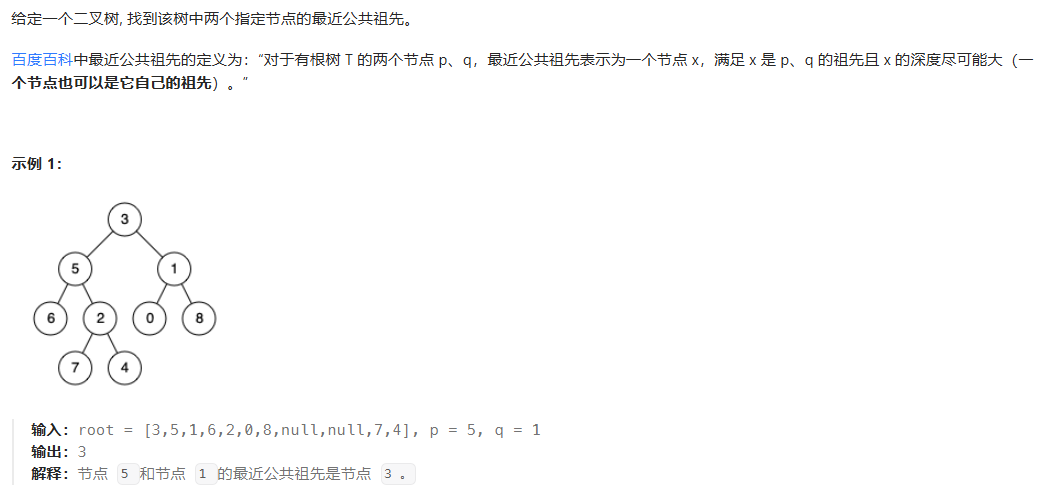 给定一个二叉树, 找到该树中两个指定节点的最近公共祖先。
百度百科中最近公共祖先的定义为：“对于有根树 T 的两个节点 p、q，最近公共祖先表示为一个节点 x，满足 x 是 p、q 的祖先且 x 的深度尽可能大（一
个节点也可以是它自己的祖先）。”
示例 1：
3
5 1
6 2 0 8
7 4
输入：root = [3,5,1,6,2,0,8,null,null,7,4], p = 5, q = 1
输出：3
解释：节点 5 和节点 1 的最近公共祖先是节点 3 。